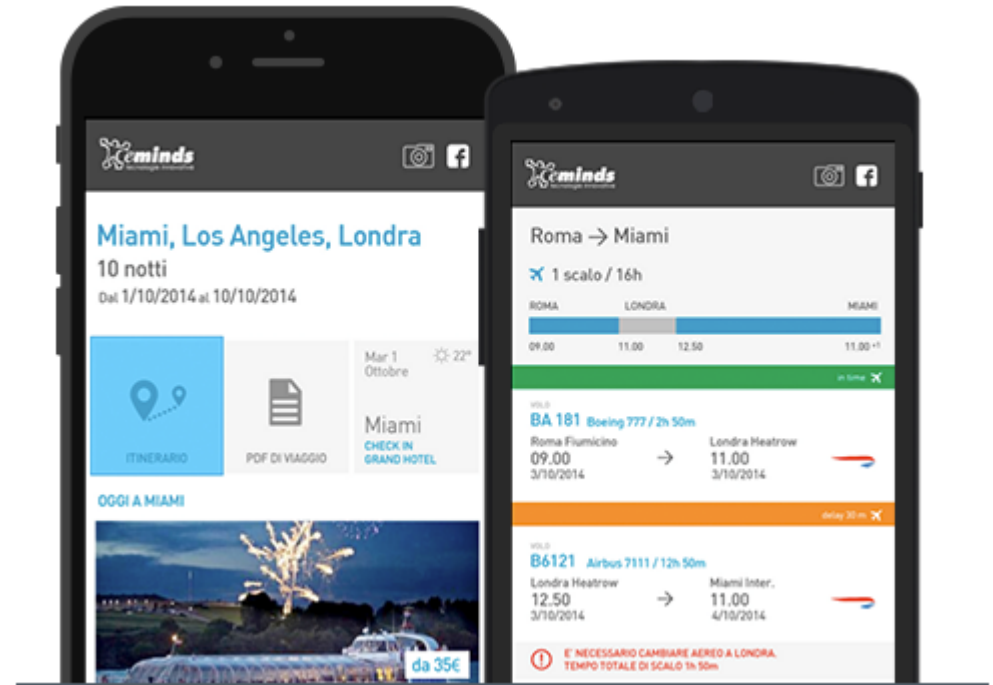 iceminds
tecnologie innovative
Miami, Los Angeles, Londra
10 notti
Dal 1/10/2014 al 10/10/2014
ITINERARIO
PDF DI VIAGGIO
Mar 1
Ottobre
22°
Miami
CHECK IN
GRAND HOTEL
OGGI A MIAMI
da 35€
iceminds
tecnologie innovative
Roma → Miami
1 scalo / 16h
ROMA LONDRA MIAMI
09.00 11.00 12.50 11.00 +1
in time
VOLO
BA 181 Boeing 777 / 2h 50m
Roma Fiumicino Londra Heatrow
09.00 → 11.00
3/10/2014 3/10/2014
delay 30 m
VOLO
B6121 Airbus 7111 / 12h 50m
Londra Heatrow Miami Inter.
12.50 → 11.00
3/10/2014 4/10/2014
E' NECESSARIO CAMBIARE AEREO A LONDRA.
TEMPO TOTALE DI SCALO 1h 50m